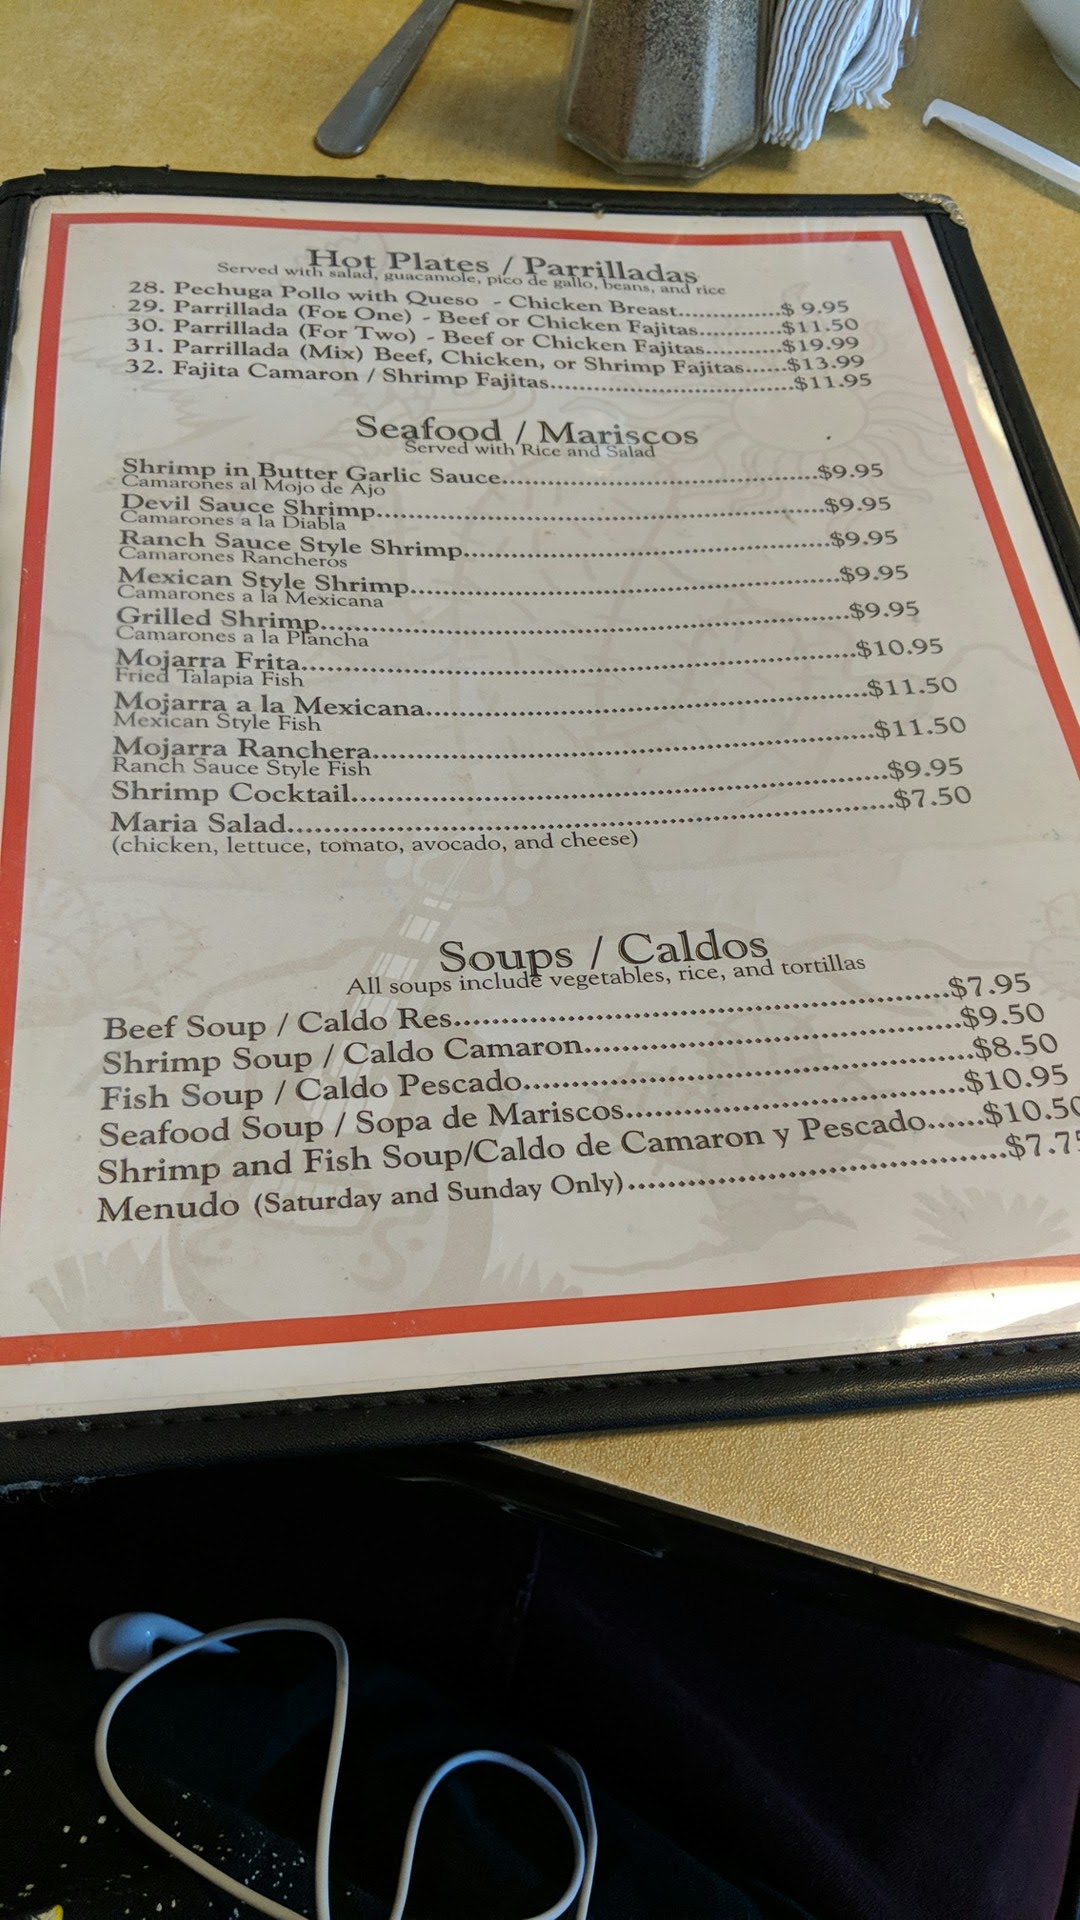 Hot Plates / Parrilladas
Served with salad, guacamole, pico de gallo, beans, and rice
28. Pechuga Pollo with Queso - Chicken Breast...............$ 9.95
29. Parrillada (For One) - Beef or Chicken Fajitas............$11.50
30. Parrillada (For Two) - Beef or Chicken Fajitas...........$19.99
31. Parrillada (Mix) Beef, Chicken, or Shrimp Fajitas......$13.99
32. Fajita Camaron / Shrimp Fajitas....................................$11.95
Seafood / Mariscos
Served with Rice and Salad
Shrimp in Butter Garlic Sauce..............................................$9.95
Camarones al Mojo de Ajo
Devil Sauce Shrimp.................................................................$9.95
Camarones a la Diabla
Ranch Sauce Style Shrimp.....................................................$9.95
Camarones Rancheros
Mexican Style Shrimp..............................................................$9.95
Camarones a la Mexicana
Grilled Shrimp............................................................................$9.95
Camarones a la Plancha
Mojarra Frita..............................................................................$10.95
Fried Talapia Fish
Mojarra a la Mexicana..............................................................$11.50
Mexican Style Fish
Mojarra Ranchera......................................................................$11.50
Ranch Sauce Style Fish
Shrimp Cocktail..........................................................................$9.95
Maria Salad..................................................................................$7.50
(chicken, lettuce, tomato, avocado, and cheese)
Soups / Caldos
All soups include vegetables, rice, and tortillas
Beef Soup / Caldo Res...............................................................$7.95
Shrimp Soup / Caldo Camaron................................................$9.50
Fish Soup / Caldo Pescado.........................................................$8.50
Seafood Soup / Sopa de Mariscos...........................................$10.95
Shrimp and Fish Soup/Caldo de Camaron y Pescado......$10.50
Menudo (Saturday and Sunday Only)................................................$7.7